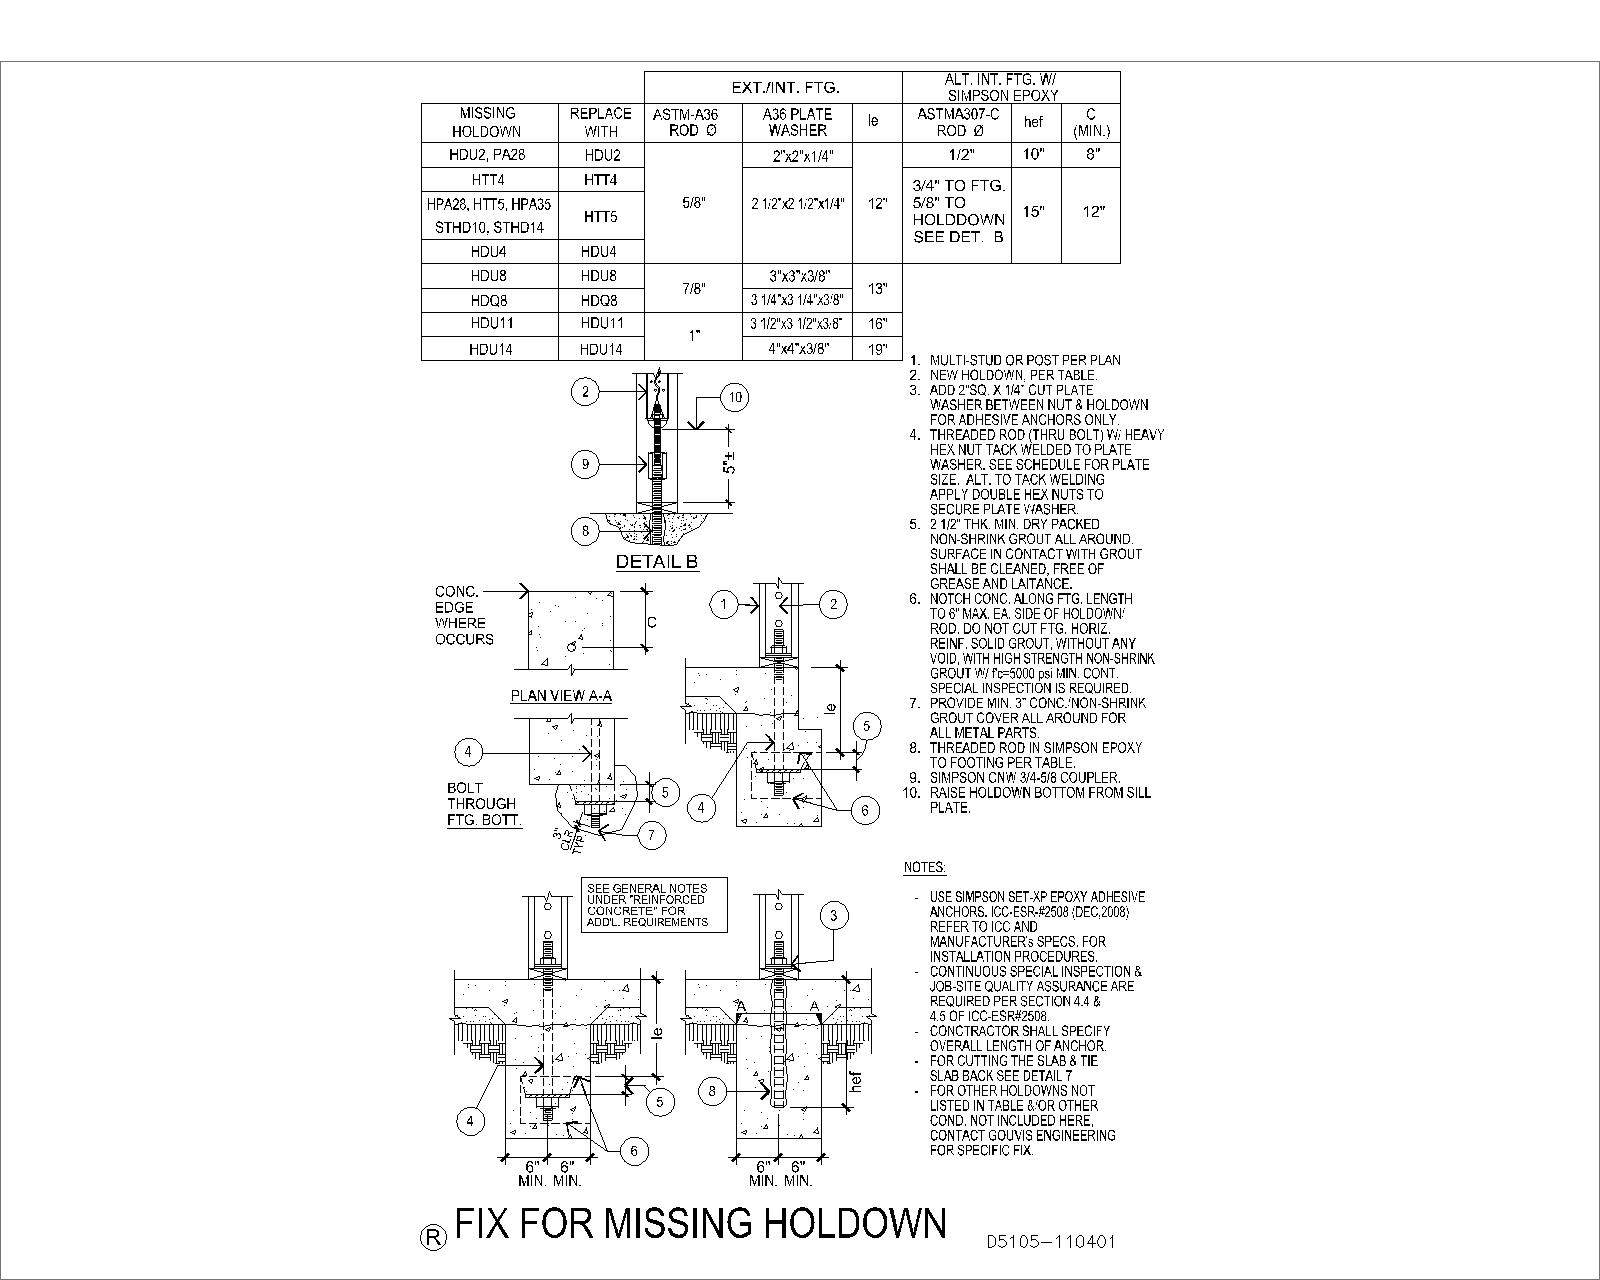 EXT./INT. FTG.
ALT. INT. FTG. W/
SIMPSON EPOXY
MISSING
HOLDOWN
REPLACE
WITH
ASTM-A36
ROD Ø
A36 PLATE
WASHER
le
ASTMA307-C
ROD Ø
hef
C
(MIN.)
HDU2, PA28
HDU2
2"x2"x1/4"
1/2"
10"
8"
HTT4
HTT4
HPA28, HTT5, HPA35
STHD10, STHD14
HTT5
5/8"
2 1/2"x2 1/2"x1/4"
12"
3/4" TO FTG.
5/8" TO
HOLDDOWN
SEE DET. B
15"
12"
HDU4
HDU4
HDU8
HDU8
7/8"
3"x3"x3/8"
13"
HDQ8
HDQ8
3 1/4"x3 1/4"x3/8"
HDU11
HDU11
1"
3 1/2"x3 1/2"x3/8"
16"
HDU14
HDU14
4"x4"x3/8"
19"
2
10
9
5"±
8
DETAIL B
CONC.
EDGE
WHERE
OCCURS
C
PLAN VIEW A-A
4
BOLT
THROUGH
FTG. BOTT.
5
3"
CLR
TYP.
7
1
2
le
5
4
6
SEE GENERAL NOTES
UNDER "REINFORCED
CONCRETE" FOR
ADD'L. REQUIREMENTS
le
4
5
6
6" 6"
MIN. MIN.
3
A A
8
hef
6" 6"
MIN. MIN.
1. MULTI-STUD OR POST PER PLAN
2. NEW HOLDOWN, PER TABLE.
3. ADD 2"SQ. X 1/4" CUT PLATE
WASHER BETWEEN NUT & HOLDOWN
FOR ADHESIVE ANCHORS ONLY.
4. THREADED ROD (THRU BOLT) W/ HEAVY
HEX NUT TACK WELDED TO PLATE
WASHER. SEE SCHEDULE FOR PLATE
SIZE. ALT. TO TACK WELDING
APPLY DOUBLE HEX NUTS TO
SECURE PLATE WASHER.
5. 2 1/2" THK. MIN. DRY PACKED
NON-SHRINK GROUT ALL AROUND.
SURFACE IN CONTACT WITH GROUT
SHALL BE CLEANED, FREE OF
GREASE AND LAITANCE.
6. NOTCH CONC. ALONG FTG. LENGTH
TO 6" MAX. EA. SIDE OF HOLDOWN/
ROD. DO NOT CUT FTG. HORIZ.
REINF. SOLID GROUT, WITHOUT ANY
VOID, WITH HIGH STRENGTH NON-SHRINK
GROUT W/ f'c=5000 psi MIN. CONT.
SPECIAL INSPECTION IS REQUIRED.
7. PROVIDE MIN. 3" CONC./NON-SHRINK
GROUT COVER ALL AROUND FOR
ALL METAL PARTS.
8. THREADED ROD IN SIMPSON EPOXY
TO FOOTING PER TABLE.
9. SIMPSON CNW 3/4-5/8 COUPLER.
10. RAISE HOLDOWN BOTTOM FROM SILL
PLATE.
NOTES:
- USE SIMPSON SET-XP EPOXY ADHESIVE
ANCHORS. ICC-ESR-#2508 (DEC,2008)
REFER TO ICC AND
MANUFACTURER's SPECS. FOR
INSTALLATION PROCEDURES.
- CONTINUOUS SPECIAL INSPECTION &
JOB-SITE QUALITY ASSURANCE ARE
REQUIRED PER SECTION 4.4 &
4.5 OF ICC-ESR#2508.
- CONCTRACTOR SHALL SPECIFY
OVERALL LENGTH OF ANCHOR.
- FOR CUTTING THE SLAB & TIE
SLAB BACK SEE DETAIL 7
- FOR OTHER HOLDOWNS NOT
LISTED IN TABLE &/OR OTHER
COND. NOT INCLUDED HERE,
CONTACT GOUVIS ENGINEERING
FOR SPECIFIC FIX.
R FIX FOR MISSING HOLDOWN
D5105-110401